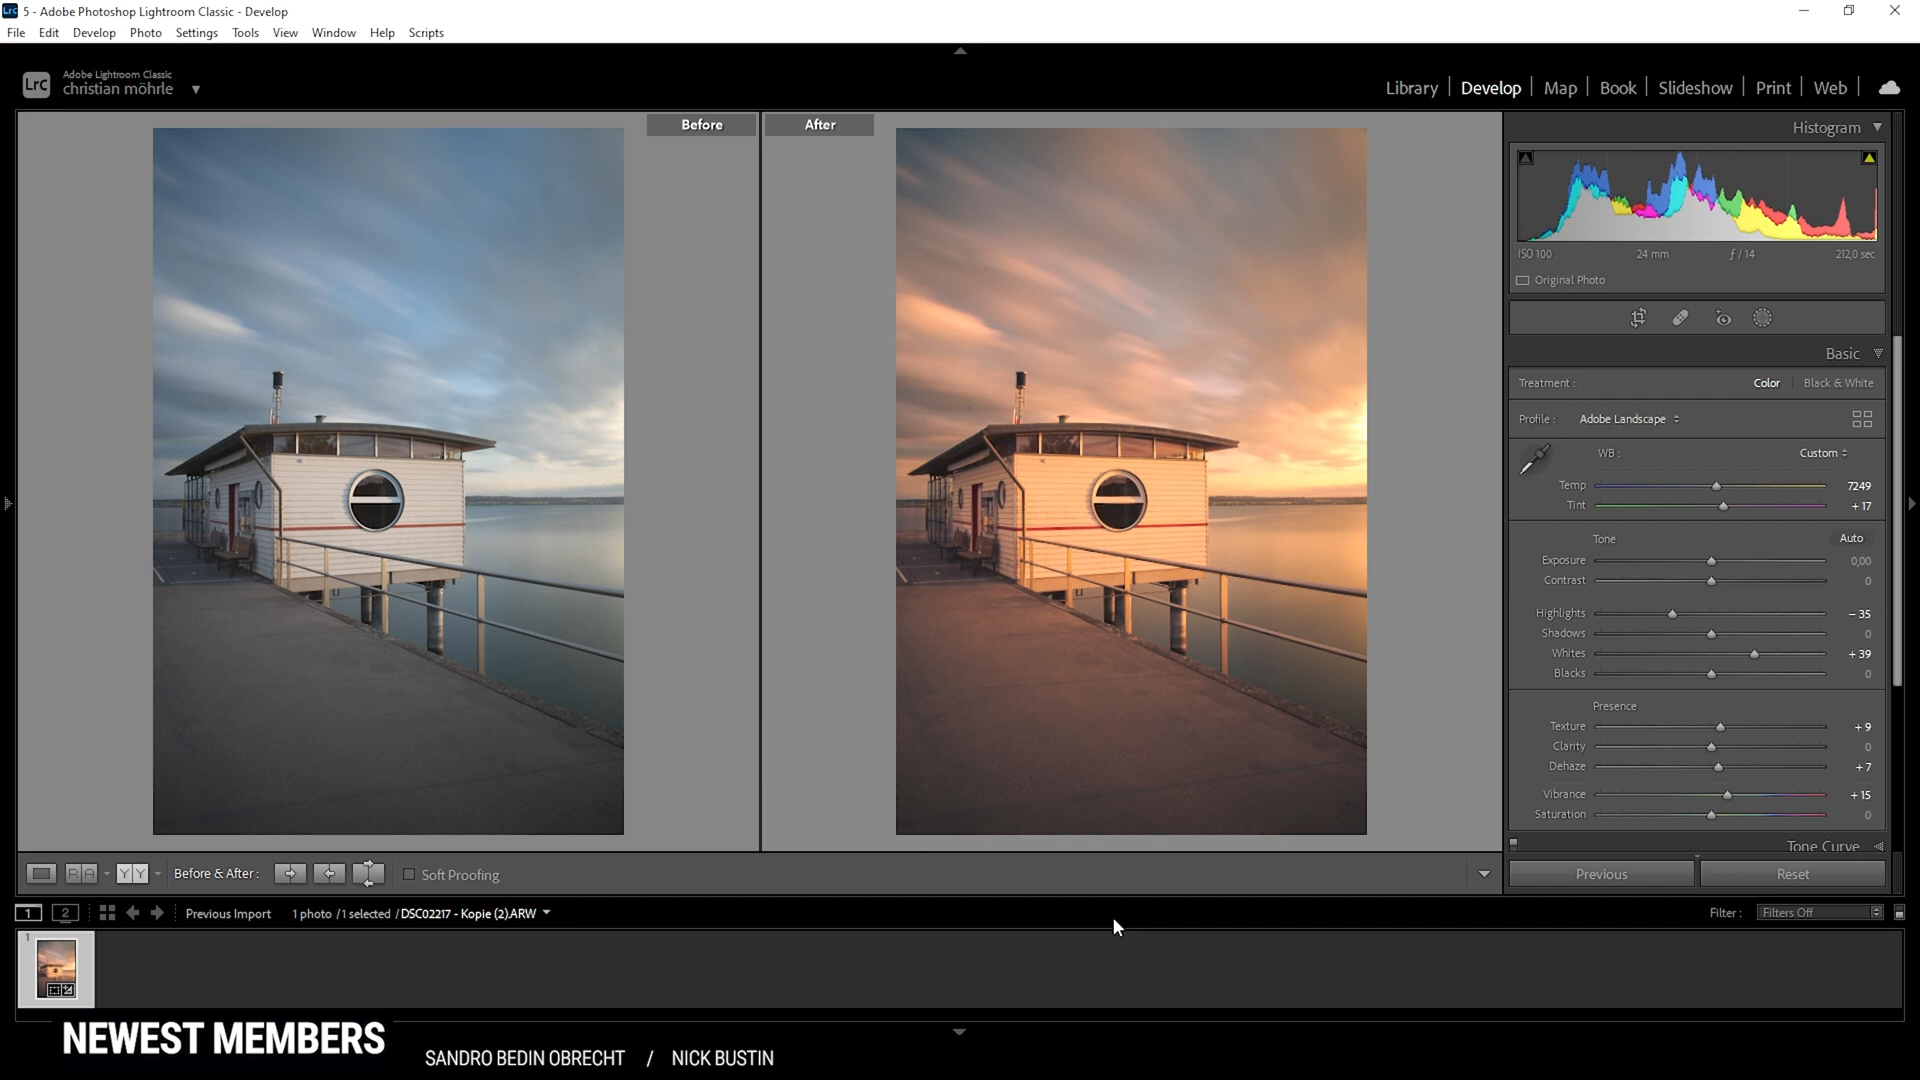 Lrc 5 - Adobe Photoshop Lightroom Classic - Develop
File Edit Develop Photo Settings Tools View Window Help Scripts
LrC Adobe Lightroom Classic
christian möhrle
Library Develop Map Book Slideshow Print Web
Before After
Histogram
ISO 100 24 mm ƒ / 14 212,0 sec
Original Photo
Basic
Treatment : Color Black & White
Profile : Adobe Landscape
WB : Custom
Temp 7249
Tint + 17
Tone Auto
Exposure 0,00
Contrast 0
Highlights – 35
Shadows 0
Whites + 39
Blacks 0
Presence
Texture + 9
Clarity 0
Dehaze + 7
Vibrance + 15
Saturation 0
Tone Curve
R A Y Y Before & After : Soft Proofing Previous Reset
1 2 Previous Import 1 photo / 1 selected / DSC02217 - Kopie (2).ARW Filter : Filters Off
1
NEWEST MEMBERS
SANDRO BEDIN OBRECHT / NICK BUSTIN